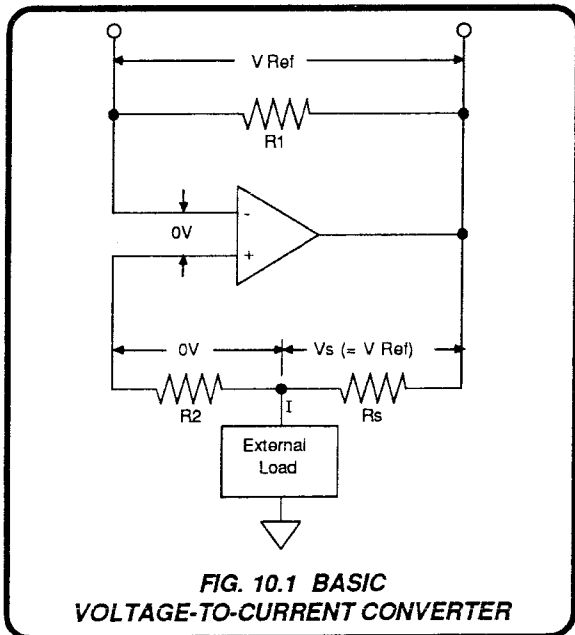 V Ref
R1
-
0V
+
0V
Vs (= V Ref)
R2
I
Rs
External
Load
FIG. 10.1 BASIC
VOLTAGE-TO-CURRENT CONVERTER